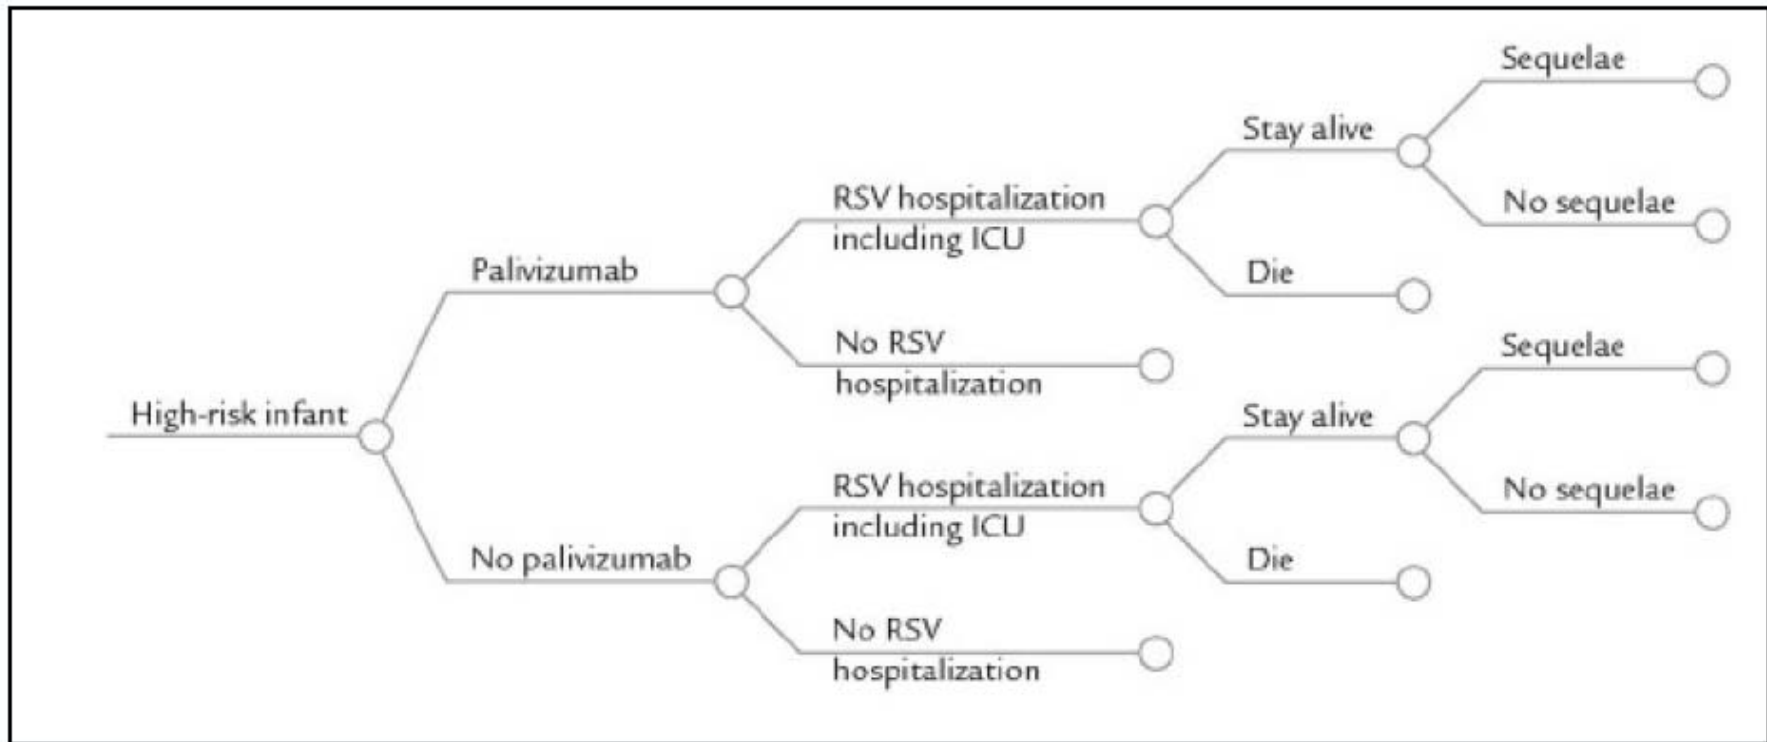 High-risk infant
Palivizumab
RSV hospitalization
including ICU
Stay alive
Sequelae
No sequelae
Die
No RSV
hospitalization
No palivizumab
RSV hospitalization
including ICU
Stay alive
Sequelae
No sequelae
Die
No RSV
hospitalization